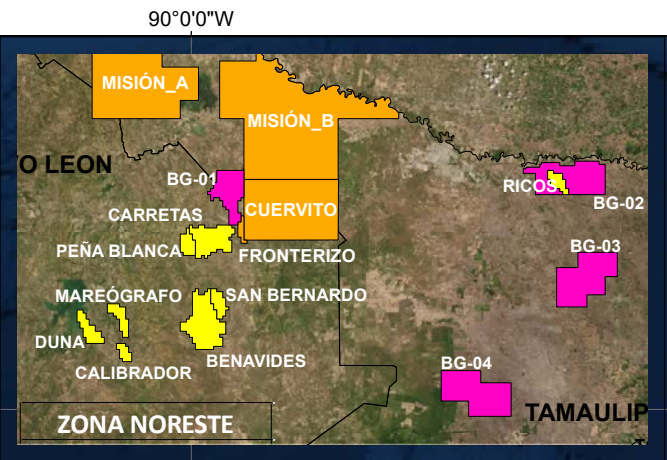 90°0'0"W
MISIÓN_A
MISIÓN_B
O LEON
BG-01
RICOS
BG-02
CARRETAS
CUERVITO
PEÑA BLANCA
FRONTERIZO
BG-03
MAREÓGRAFO
SAN BERNARDO
DUNA
BENAVIDES
CALIBRADOR
BG-04
ZONA NORESTE
TAMAULIP